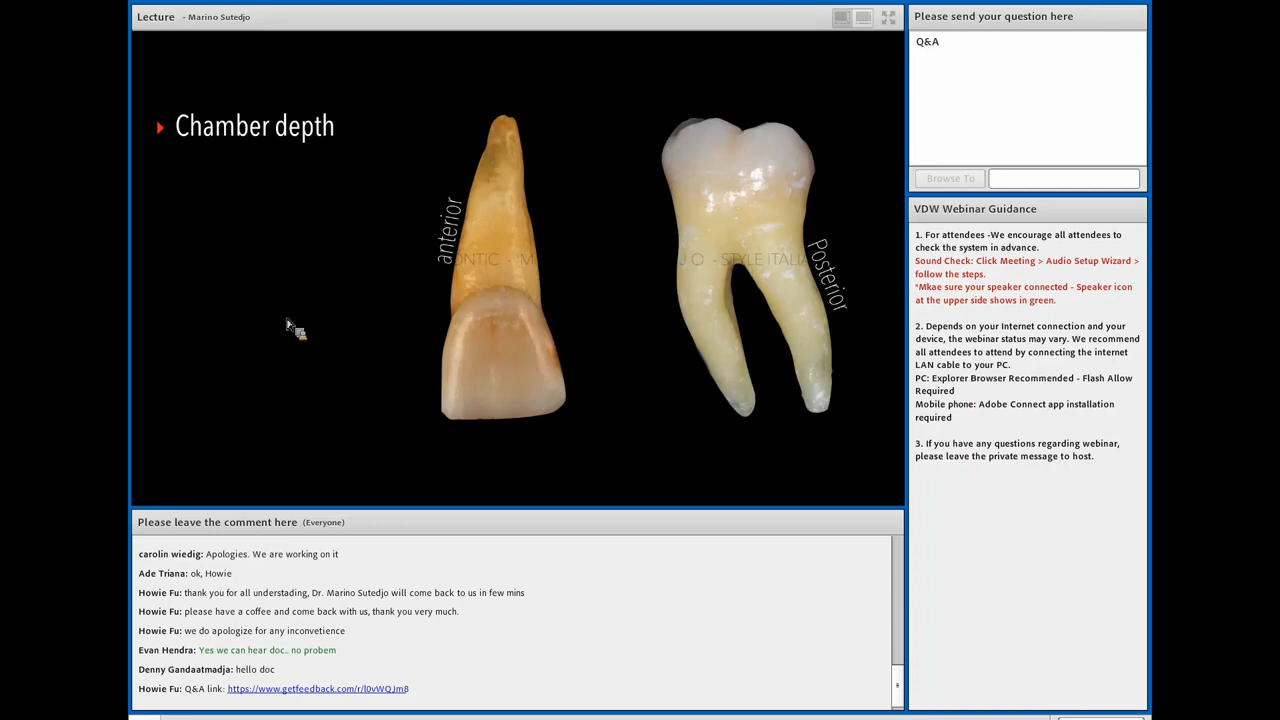 Lecture - Marino Sutedjo
Chamber depth
anterior
Posterior
ONTIC - M
J O - STYLE ITALIA
Please leave the comment here (Everyone)
carolin wiedig: Apologies. We are working on it
Ade Triana: ok, Howie
Howie Fu: thank you for all understading, Dr. Marino Sutedjo will come back to us in few mins
Howie Fu: please have a coffee and come back with us, thank you very much.
Howie Fu: we do apologize for any inconvetience
Evan Hendra: Yes we can hear doc.. no probem
Denny Gandaatmadja: hello doc
Howie Fu: Q&A link: https://www.getfeedback.com/r/l0vWQJm8
Please send your question here
Q&A
Browse To
VDW Webinar Guidance
1. For attendees -We encourage all attendees to
check the system in advance.
Sound Check: Click Meeting > Audio Setup Wizard >
follow the steps.
*Mkae sure your speaker connected - Speaker icon
at the upper side shows in green.
2. Depends on your Internet connection and your
device, the webinar status may vary. We recommend
all attendees to attend by connecting the internet
LAN cable to your PC.
PC: Explorer Browser Recommended - Flash Allow
Required
Mobile phone: Adobe Connect app installation
required
3. If you have any questions regarding webinar,
please leave the private message to host.